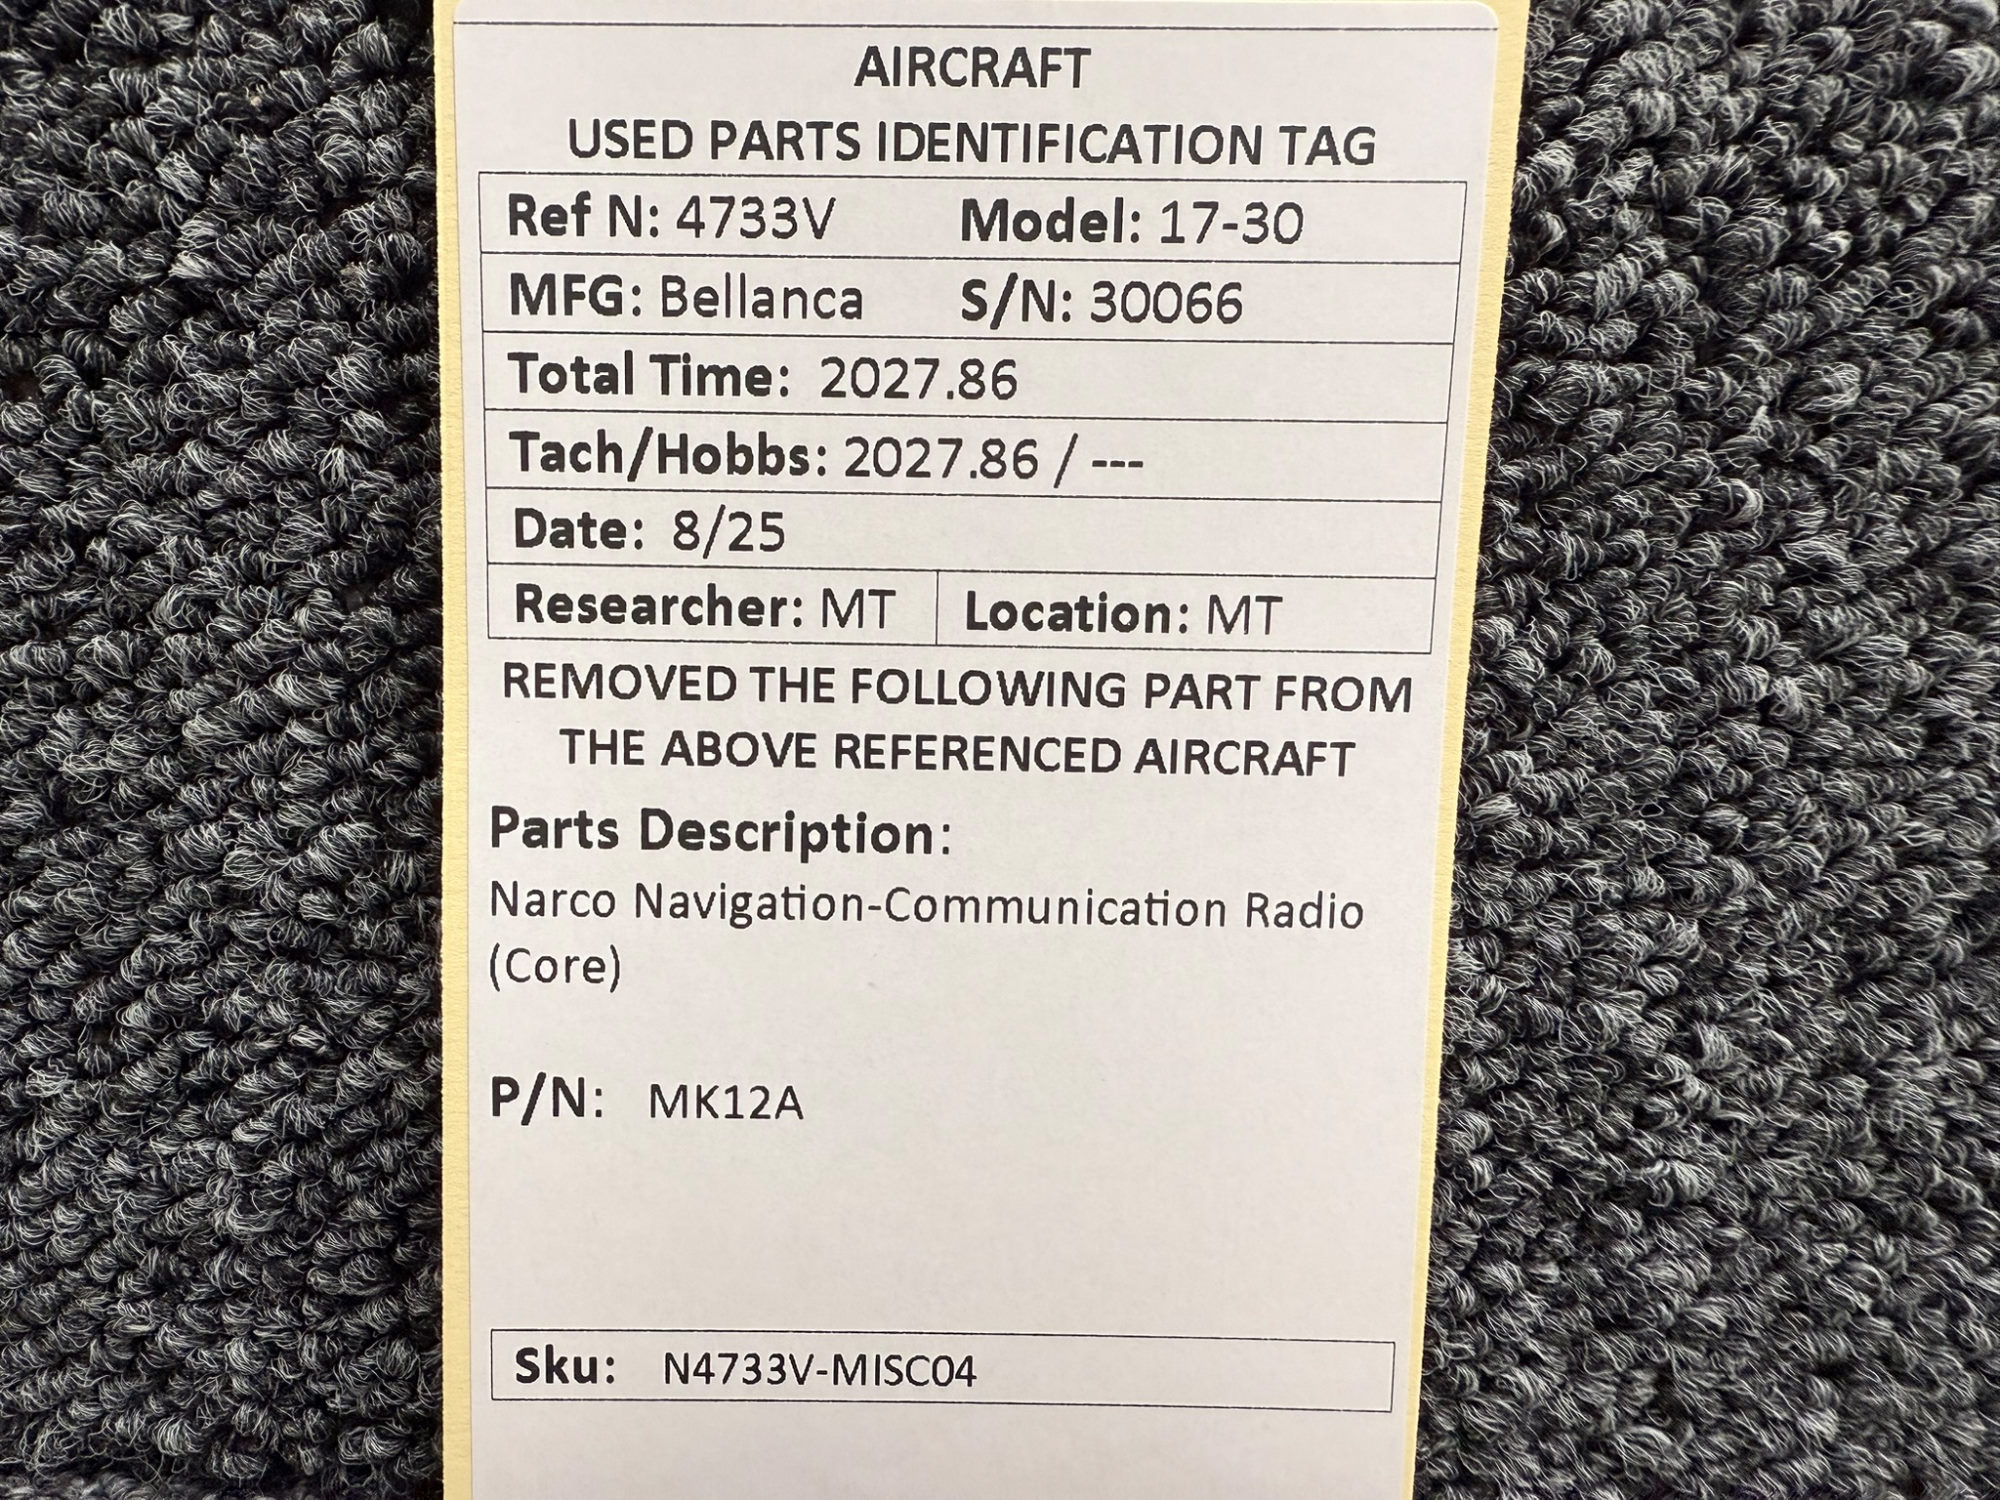 AIRCRAFT
USED PARTS IDENTIFICATION TAG
Ref N: 4733V Model: 17-30
MFG: Bellanca S/N: 30066
Total Time: 2027.86
Tach/Hobbs: 2027.86 / ---
Date: 8/25
Researcher: MT Location: MT
REMOVED THE FOLLOWING PART FROM
THE ABOVE REFERENCED AIRCRAFT
Parts Description:
Narco Navigation-Communication Radio
(Core)
P/N: MK12A
Sku: N4733V-MISC04